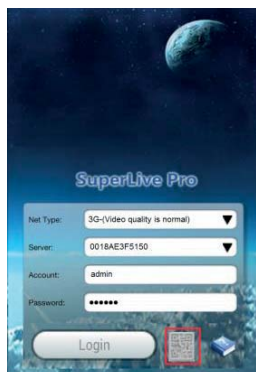 SuperLive Pro
Net Type: 3G-(Video quality is normal)
Server: 0018AE3F5150
Account: admin
Password: ●●●●●●
Login